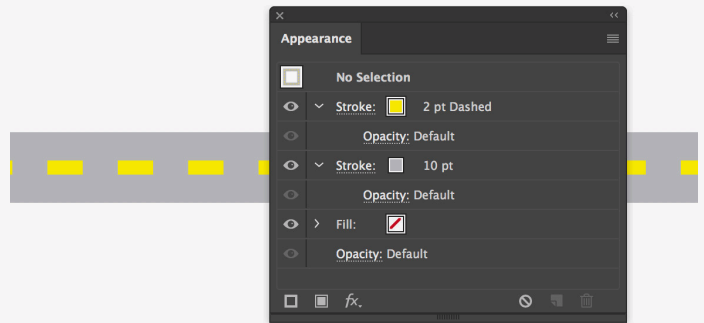 Appearance
No Selection
Stroke: 2 pt Dashed
Opacity: Default
Stroke: 10 pt
Opacity: Default
Fill:
Opacity: Default
fx.